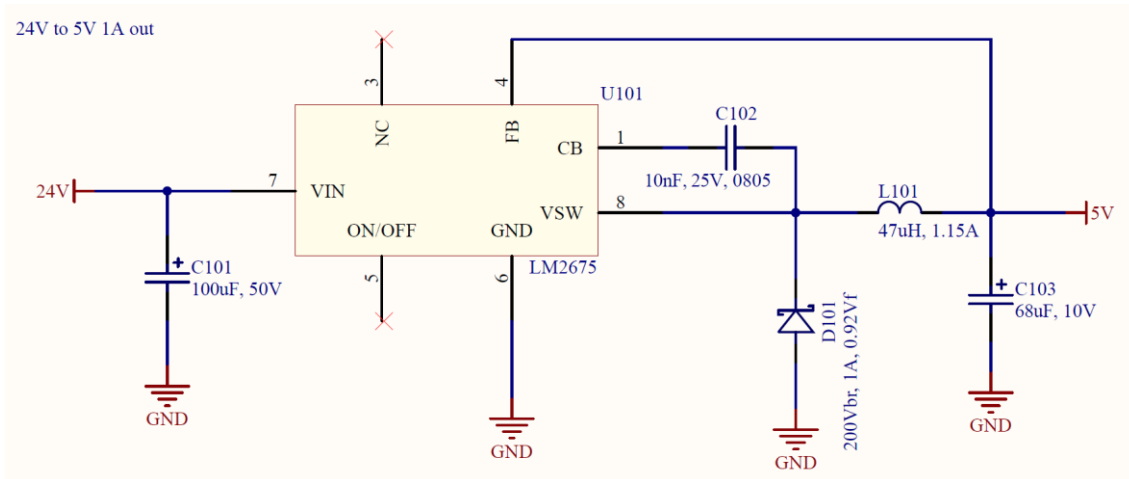 24V to 5V 1A out
3
4
U101
NC
FB
CB
1
C102
10nF, 25V, 0805
24V
7
VIN
VSW
8
L101
47uH, 1.15A
5V
ON/OFF
GND
LM2675
5
6
C101
100uF, 50V
D101
200Vbr, 1A, 0.92Vf
C103
68uF, 10V
GND
GND
GND
GND